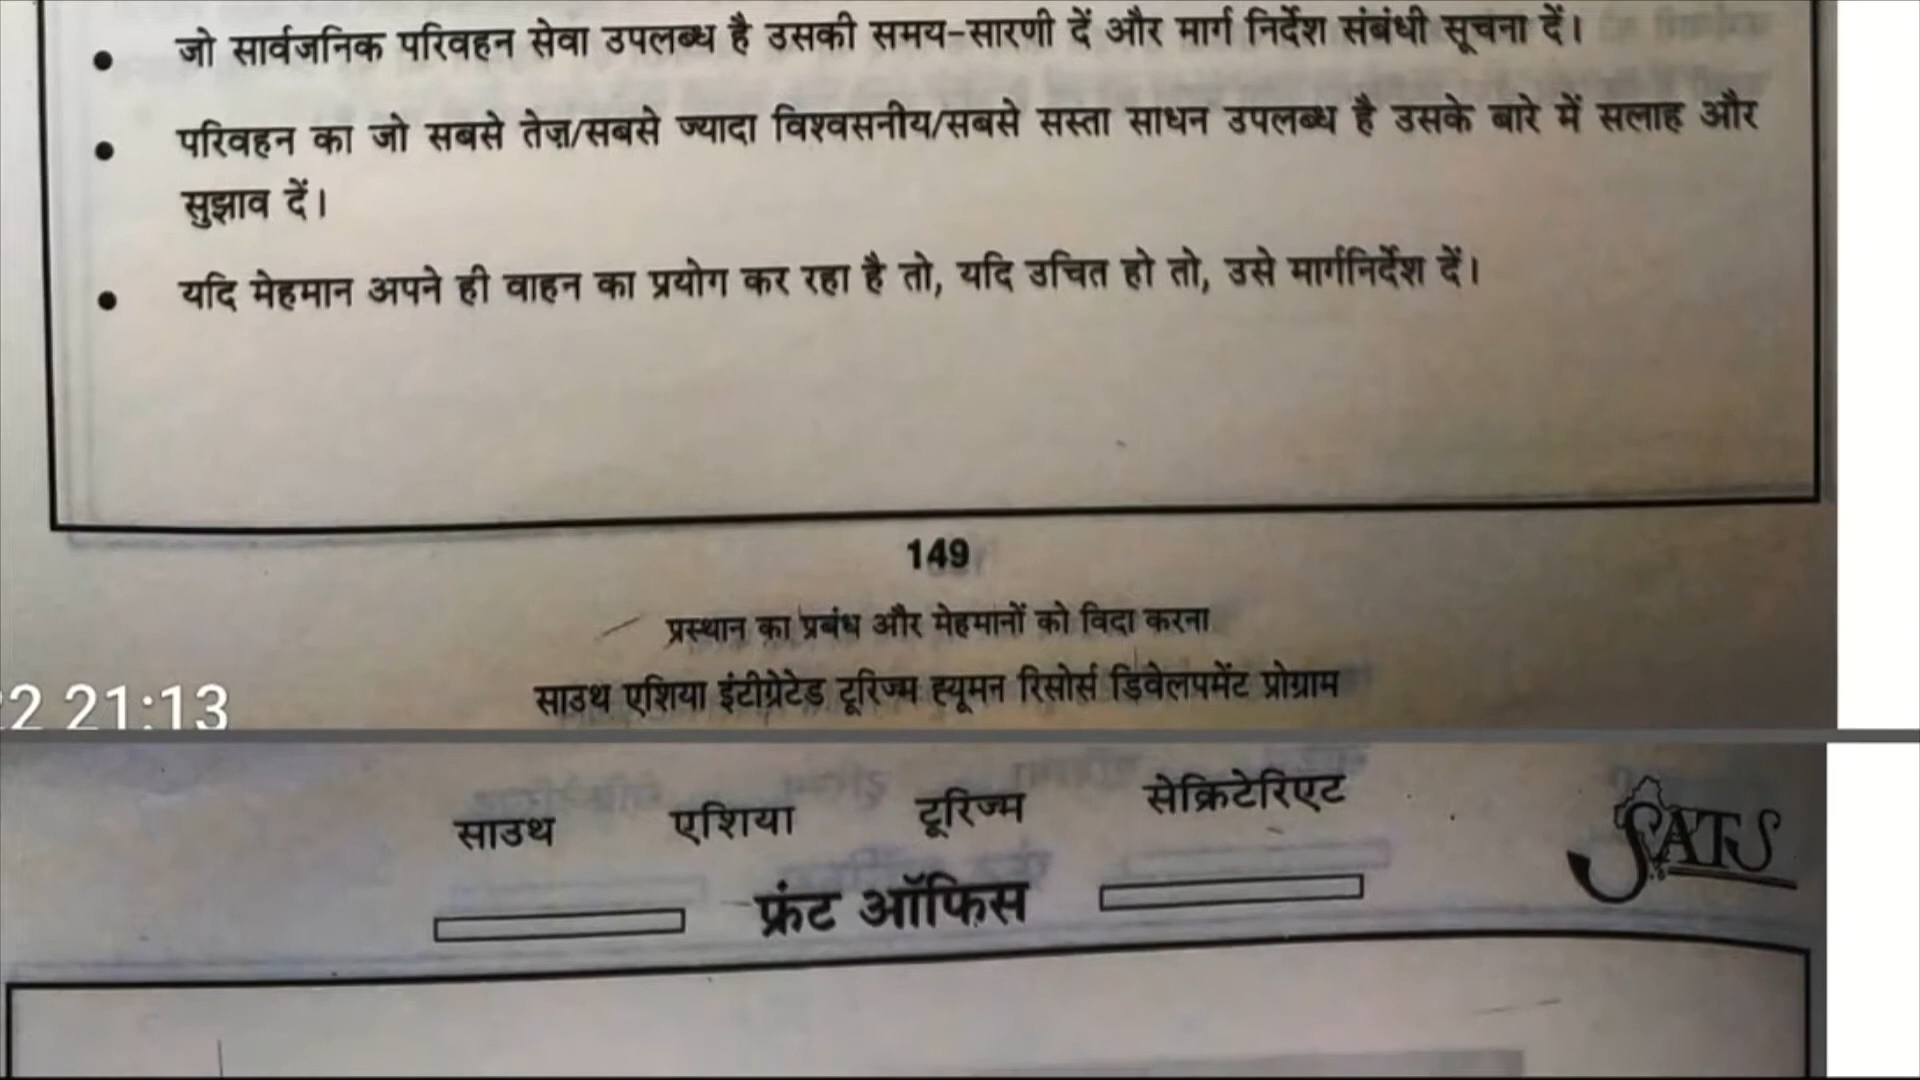 जो सार्वजनिक परिवहन सेवा उपलब्ध है उसकी समय-सारणी दें और मार्ग निर्देश संबंधी सूचना दें।
परिवहन का जो सबसे तेज़/सबसे ज्यादा विश्वसनीय/सबसे सस्ता साधन उपलब्ध है उसके बारे में सलाह और
सुझाव दें।
यदि मेहमान अपने ही वाहन का प्रयोग कर रहा है तो, यदि उचित हो तो, उसे मार्गनिर्देश दें।
149
प्रस्थान का प्रबंध और मेहमानों को विदा करना
साउथ एशिया इंटीग्रेटेड टूरिज्म ह्यूमन रिसोर्स डिवेलपमेंट प्रोग्राम
2 21:13
साउथ एशिया टूरिज्म सेक्रिटेरिएट
SATS
फ्रंट ऑफिस